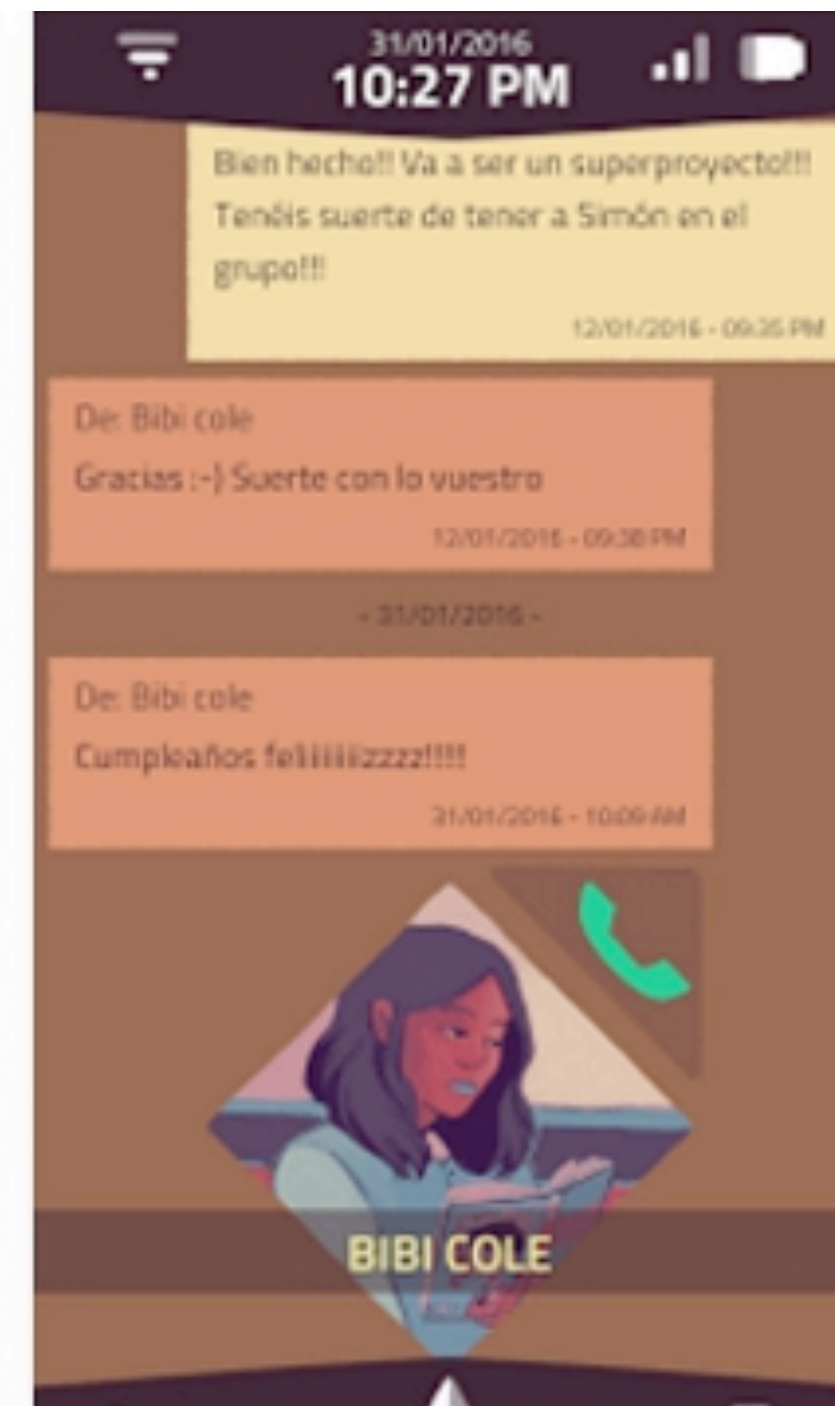 31/01/2016
10:27 PM
Bien hecho!! Va a ser un superproyecto!!!
Tenéis suerte de tener a Simón en el
grupo!!!
12/01/2016 - 09:35 PM
De: Bibi cole
Gracias :-) Suerte con lo vuestro
12/01/2016 - 09:38 PM
- 31/01/2016 -
De: Bibi cole
Cumpleaños feliiiiiizzzz!!!!
31/01/2016 - 10:09 AM
BIBI COLE